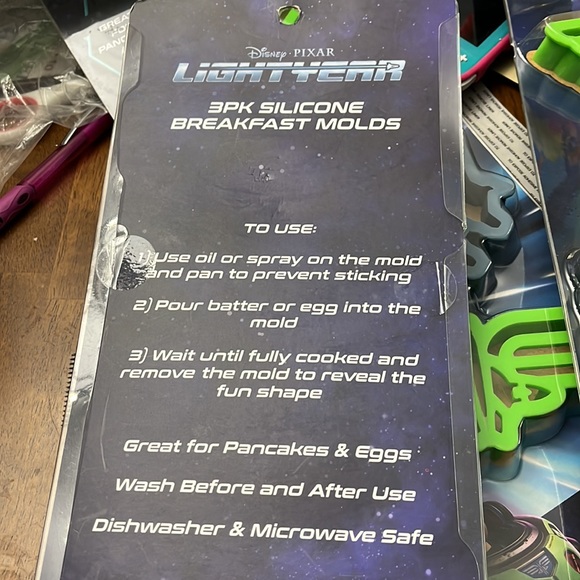 Disney · PIXAR
LIGHTYEAR
3PK SILICONE
BREAKFAST MOLDS
TO USE:
1) Use oil or spray on the mold
and pan to prevent sticking
2) Pour batter or egg into the
mold
3) Wait until fully cooked and
remove the mold to reveal the
fun shape
Great for Pancakes & Eggs
Wash Before and After Use
Dishwasher & Microwave Safe